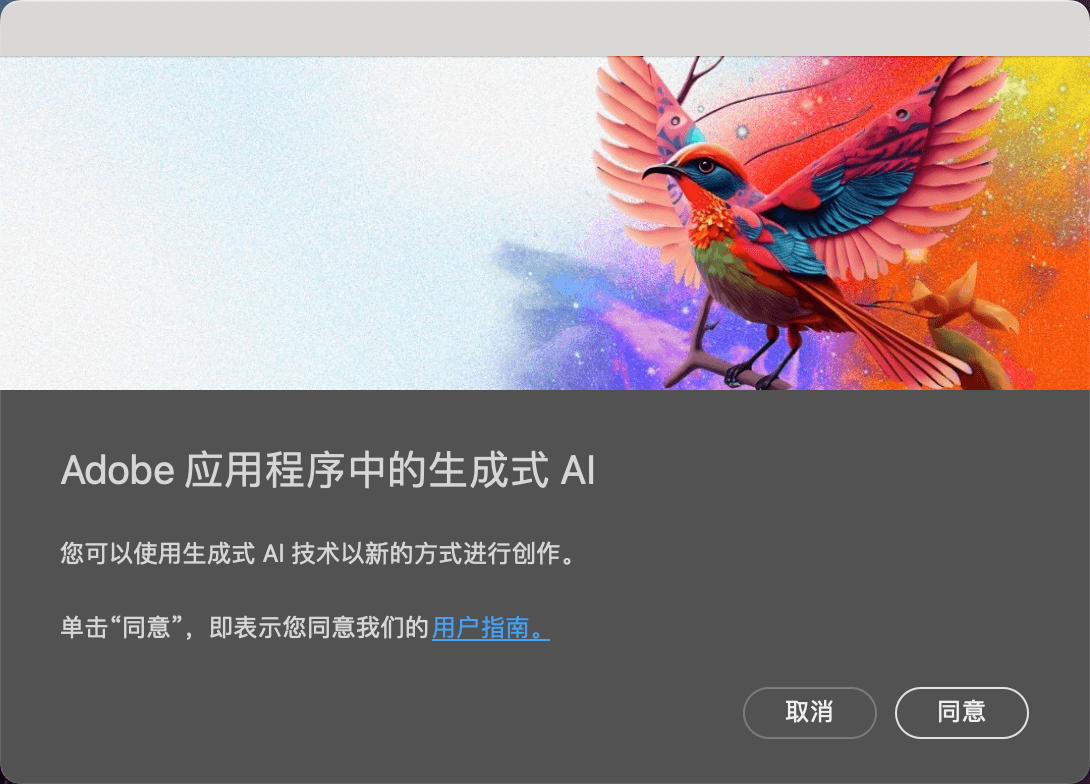 Adobe 应用程序中的生成式 AI
您可以使用生成式 AI 技术以新的方式进行创作。
单击“同意”，即表示您同意我们的用户指南。
取消
同意